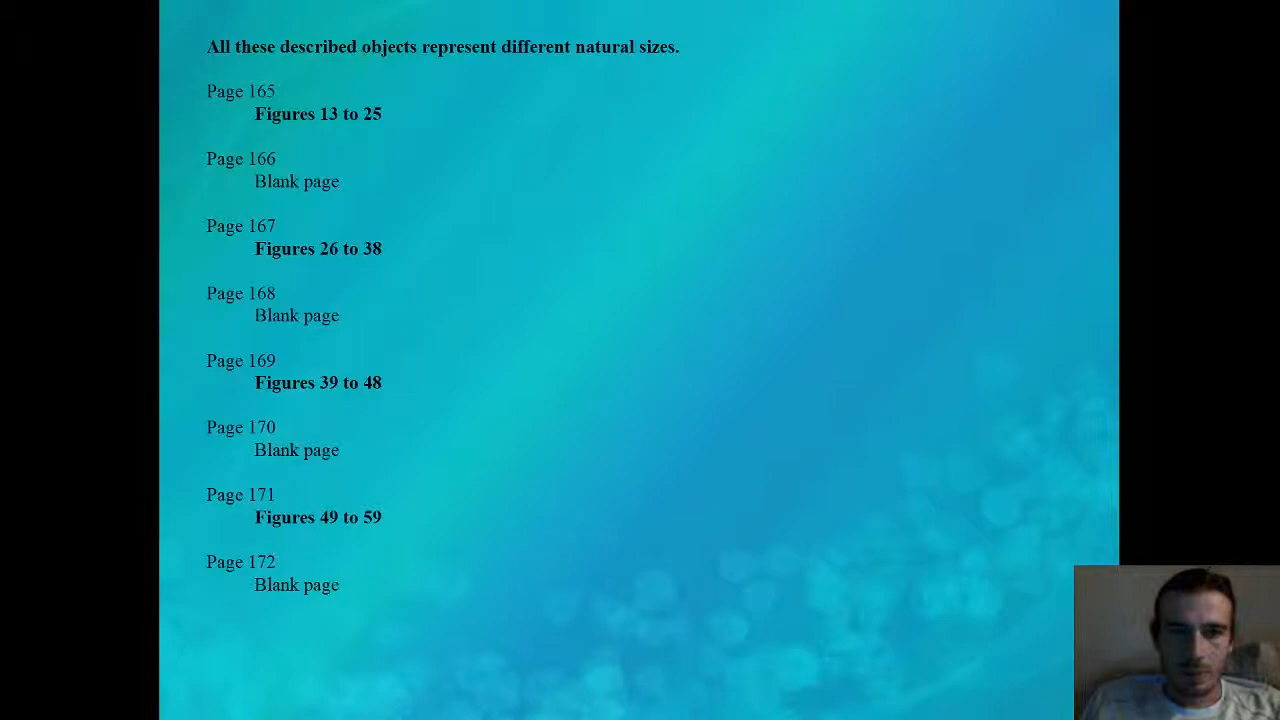 All these described objects represent different natural sizes.
Page 165
Figures 13 to 25
Page 166
Blank page
Page 167
Figures 26 to 38
Page 168
Blank page
Page 169
Figures 39 to 48
Page 170
Blank page
Page 171
Figures 49 to 59
Page 172
Blank page